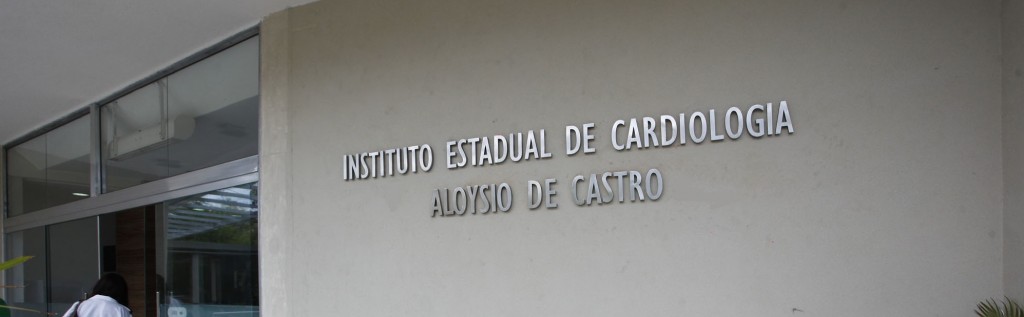 INSTITUTO ESTADUAL DE CARDIOLOGIA
ALOYSIO DE CASTRO